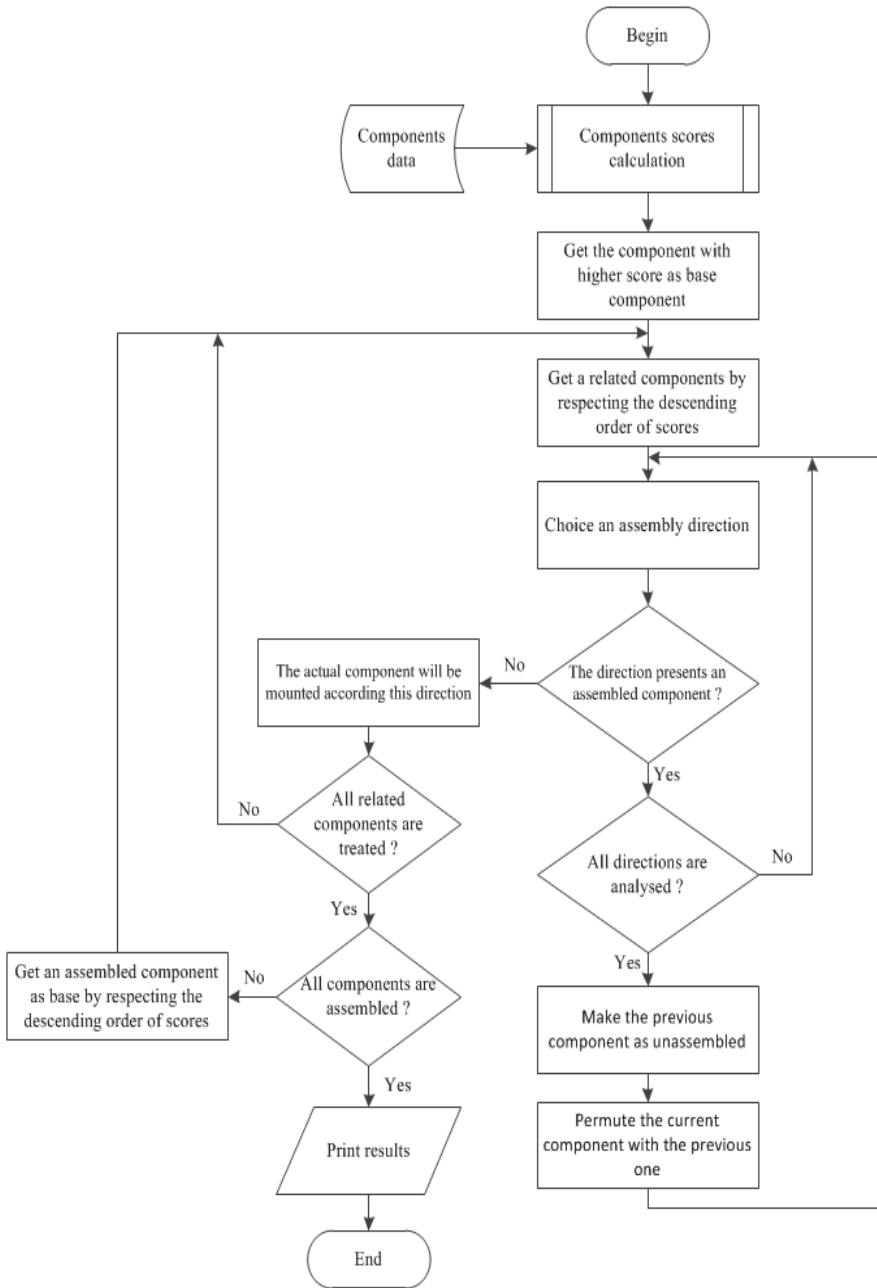 Begin
Components
data
Components scores
calculation
Get the component with
higher score as base
component
Get a related components by
respecting the descending
order of scores
Choice an assembly direction
The direction presents an
assembled component ?
No
The actual component will be
mounted according this direction
Yes
All related
components are
treated ?
No
All directions are
analysed ?
No
Yes
All components are
assembled ?
No
Get an assembled component
as base by respecting the
descending order of scores
Yes
Make the previous
component as unassembled
Yes
Permute the current
component with the previous
one
Print results
End